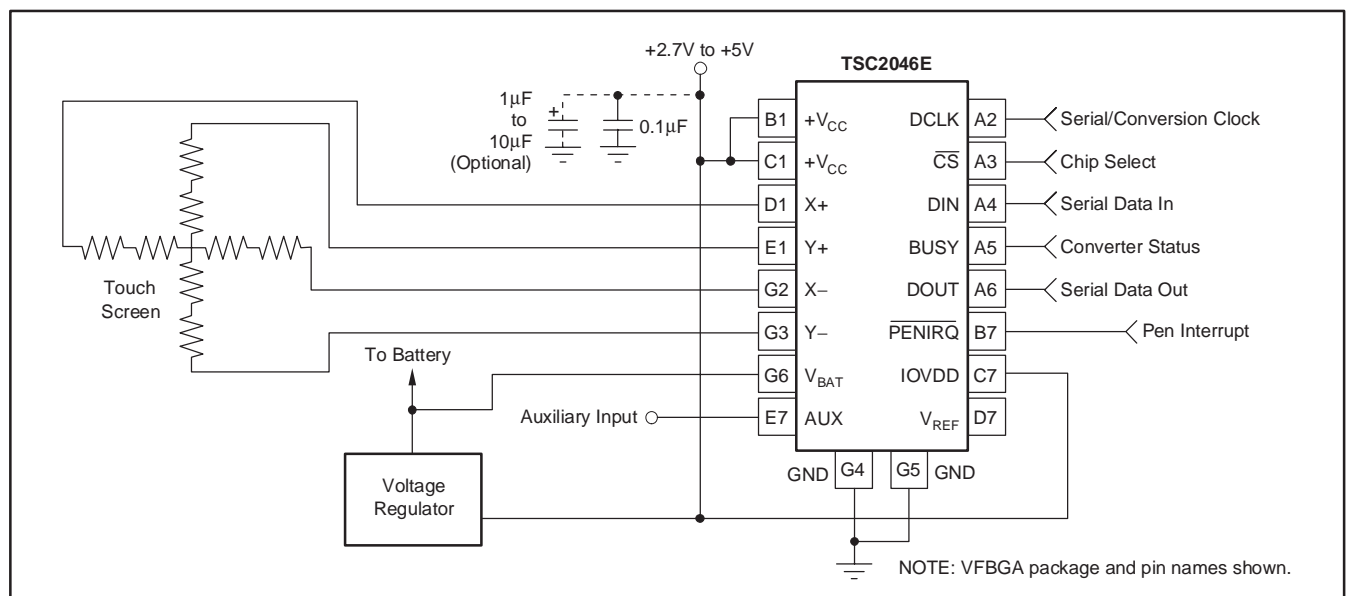 +2.7V to +5V
TSC2046E
1µF
to
10µF
(Optional)
+
0.1µF
B1 +VCC
C1 +VCC
D1 X+
E1 Y+
G2 X−
G3 Y−
G6 VBAT
E7 AUX
DCLK A2 Serial/Conversion Clock
CS A3 Chip Select
DIN A4 Serial Data In
BUSY A5 Converter Status
DOUT A6 Serial Data Out
PENIRQ B7 Pen Interrupt
IOVDD C7
VREF D7
Touch
Screen
To Battery
Auxiliary Input
Voltage
Regulator
GND G4 G5 GND
NOTE: VFBGA package and pin names shown.